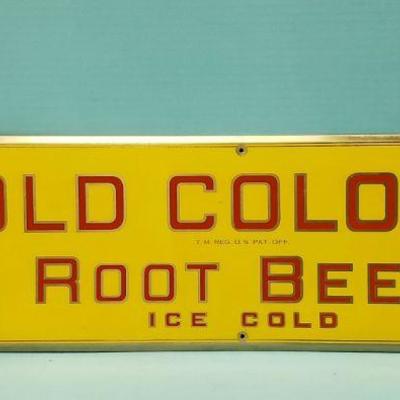 OLD COLO
T. M. REG. U. S. PAT. OFF.
ROOT BEE
ICE COLD